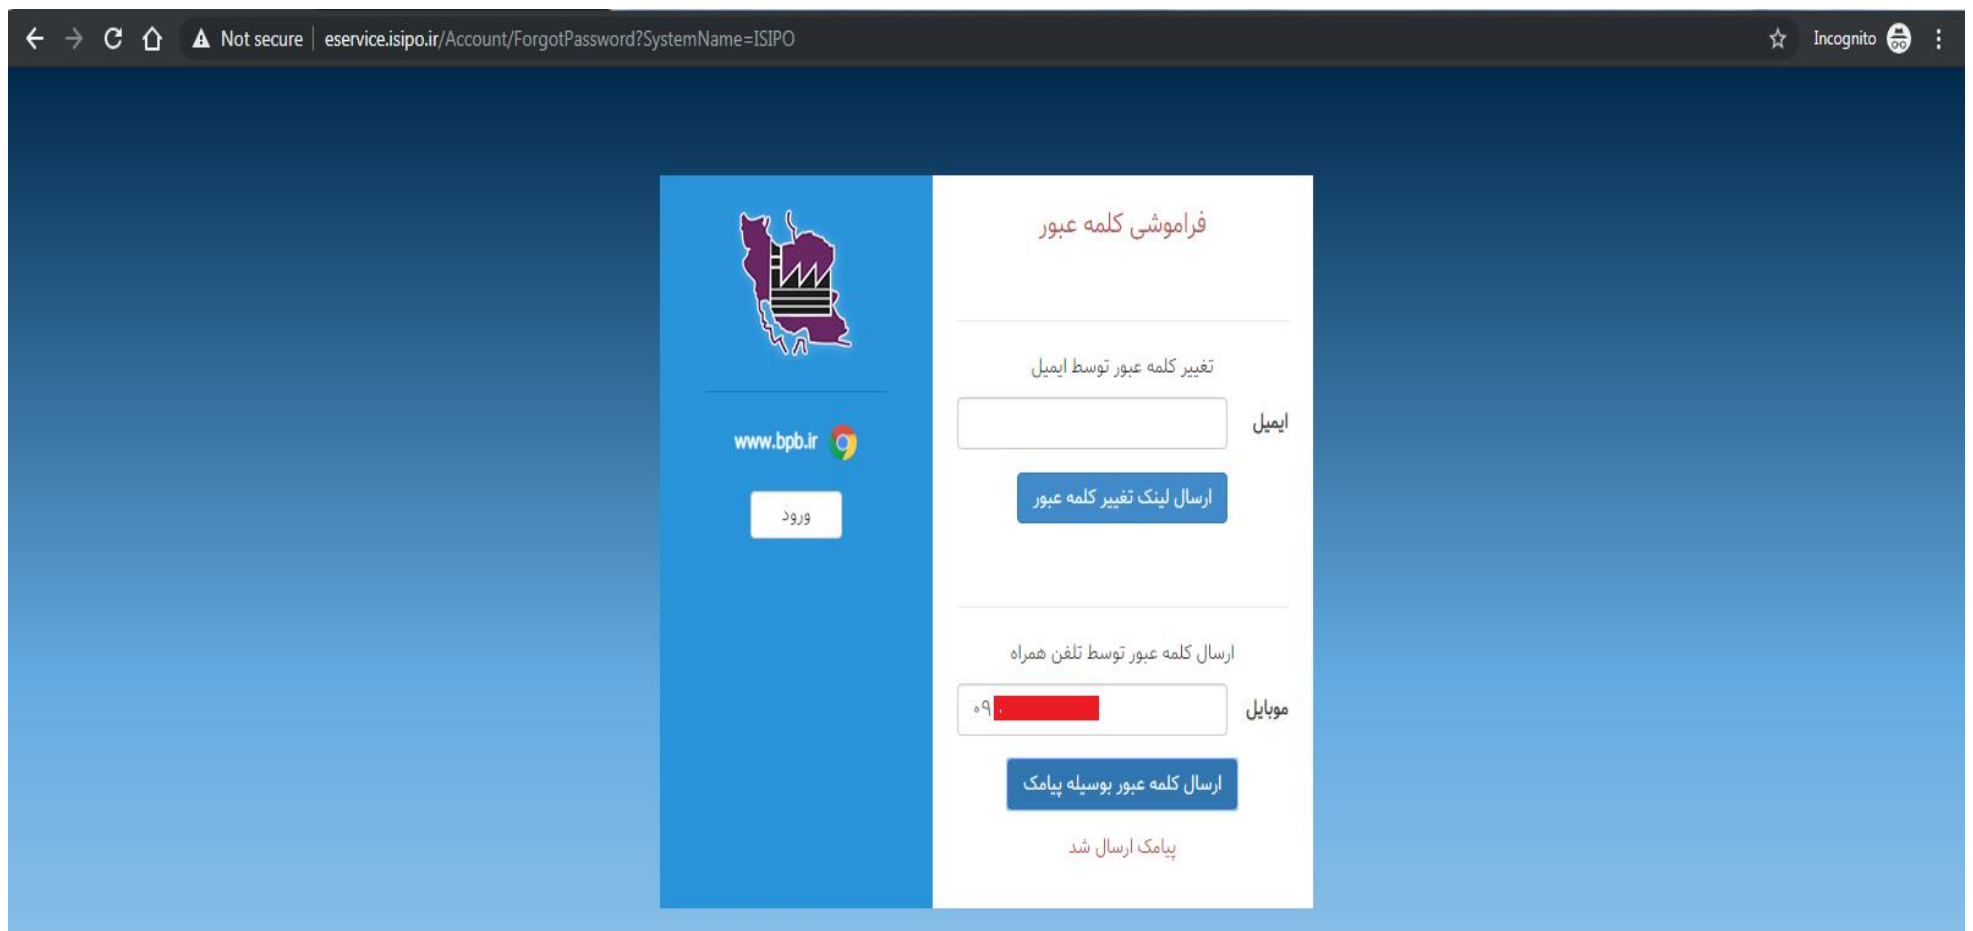 Not secure | eservice.isipo.ir/Account/ForgotPassword?SystemName=ISIPO
Incognito
فراموشی کلمه عبور
تغییر کلمه عبور توسط ایمیل
ایمیل
ارسال لینک تغییر کلمه عبور
ارسال کلمه عبور توسط تلفن همراه
موبایل
۰۹
ارسال کلمه عبور بوسیله پیامک
پیامک ارسال شد
www.bpb.ir
ورود